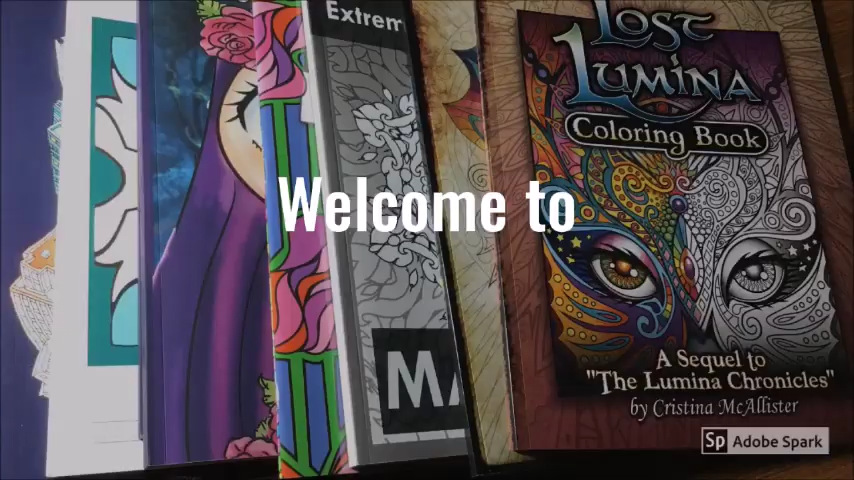 Extrem
Lost
Lumina
Coloring Book
Welcome to
MA
A Sequel to
"The Lumina Chronicles"
by Cristina McAllister
Sp Adobe Spark